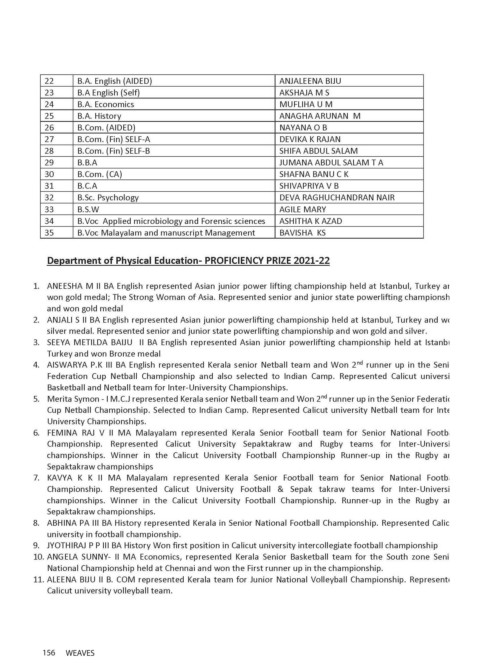 22 B.A. English (AIDED) ANJALEENA BIJU
23 B.A English (Self) AKSHAJA M S
24 B.A. Economics MUFLIHA U M
25 B.A. History ANAGHA ARUNAN M
26 B.Com. (AIDED) NAYANA O B
27 B.Com. (Fin) SELF-A DEVIKA K RAJAN
28 B.Com. (Fin) SELF-B SHIFA ABDUL SALAM
29 B.B.A JUMANA ABDUL SALAM T A
30 B.Com. (CA) SHAFNA BANU C K
31 B.C.A SHIVAPRIYA V B
32 B.Sc. Psychology DEVA RAGHUCHANDRAN NAIR
33 B.S.W AGILE MARY
34 B.Voc Applied microbiology and Forensic sciences ASHITHA K AZAD
35 B.Voc Malayalam and manuscript Management BAVISHA KS
Department of Physical Education- PROFICIENCY PRIZE 2021-22
1. ANEESHA M II BA English represented Asian junior power lifting championship held at Istanbul, Turkey
won gold medal; The Strong Woman of Asia. Represented senior and junior state powerlifting championsh
and won gold medal
2. ANJALI S II BA English represented Asian junior powerlifting championship held at Istanbul, Turkey and
silver medal. Represented senior and junior state powerlifting championship and won gold and silver.
3. SEEYA METILDA BAIJU II BA English represented Asian junior powerlifting championship held at
Turkey and won Bronze medal
4. AISWARYA P.K III BA English represented Kerala senior Netball team and Won 2nd runner up in the Seni
Federation Cup Netball Championship and also selected to Indian Camp. Represented Calicut universi
Basketball and Netball team for Inter-University Championships.
5. Merita Symon - I M.C.J represented Kerala senior Netball team and Won 2nd runner up in the Senior Federati
Cup Netball Championship. Selected to Indian Camp. Represented Calicut university Netball team for Inte
University Championships.
6. FEMINA RAJ V II MA Malayalam represented Kerala Senior Football team for Senior National Footb
Championship. Represented Calicut University Sepaktakraw and Rugby teams for Inter-Universi
championships. Winner in the Calicut University Football Championship Runner-up in the Rugby
Sepaktakraw championships
7. KAVYA K K II MA Malayalam represented Kerala Senior Football team for Senior National Footb
Championship. Represented Calicut University Football & Sepak takraw teams for Inter-Universi
championships. Winner in the Calicut University Football Championship. Runner-up in the Rugby
Sepaktakraw championships.
8. ABHINA PA III BA History represented Kerala in Senior National Football Championship. Represented Calic
university in football championship.
9. JYOTHIRAJ P P III BA History Won first position in Calicut university intercollegiate football championship
10. ANGELA SUNNY- II MA Economics, represented Kerala Senior Basketball team for the South zone Seni
National Championship held at Chennai and won the First runner up in the championship.
11. ALEENA BIJU II B. COM represented Kerala team for Junior National Volleyball Championship. Represent
Calicut university volleyball team.
156 WEAVES